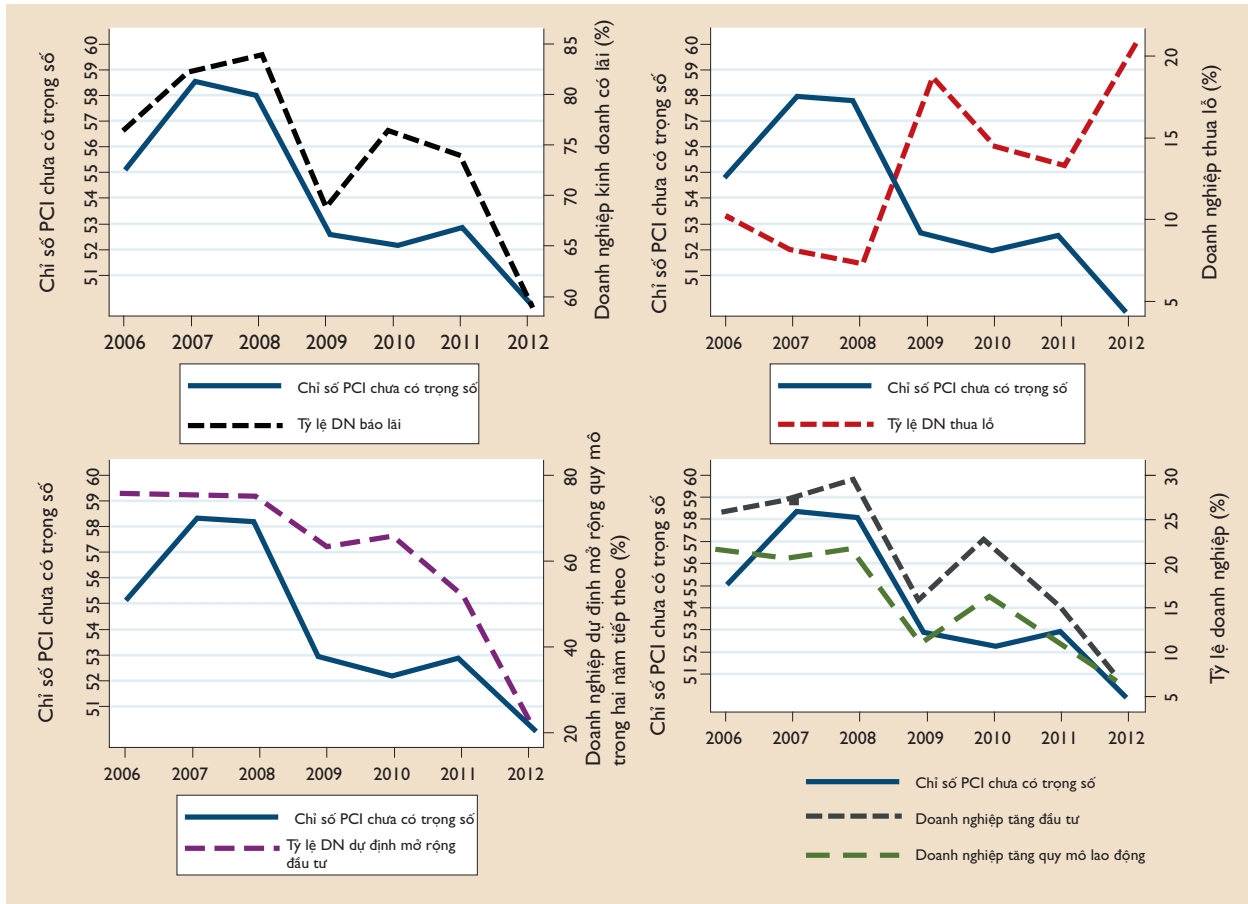 Chỉ số PCI chưa có trọng số
60
59
58
57
56
55
54
53
52
51
85
80
75
70
65
60
Doanh nghiệp kinh doanh có lãi (%)
2006 2007 2008 2009 2010 2011 2012
Chỉ số PCI chưa có trọng số
Tỷ lệ DN báo lãi
Chỉ số PCI chưa có trọng số
60
59
58
57
56
55
54
53
52
51
20
15
10
5
Doanh nghiệp thua lỗ (%)
2006 2007 2008 2009 2010 2011 2012
Chỉ số PCI chưa có trọng số
Tỷ lệ DN thua lỗ
Chỉ số PCI chưa có trọng số
60
59
58
57
56
55
54
53
52
51
80
60
40
20
Doanh nghiệp dự định mở rộng quy mô
trong hai năm tiếp theo (%)
2006 2007 2008 2009 2010 2011 2012
Chỉ số PCI chưa có trọng số
Tỷ lệ DN dự định mở rộng
đầu tư
Chỉ số PCI chưa có trọng số
60
59
58
57
56
55
54
53
52
51
30
25
20
15
10
5
Tỷ lệ doanh nghiệp (%)
2006 2007 2008 2009 2010 2011 2012
Chỉ số PCI chưa có trọng số
Doanh nghiệp tăng đầu tư
Doanh nghiệp tăng quy mô lao động